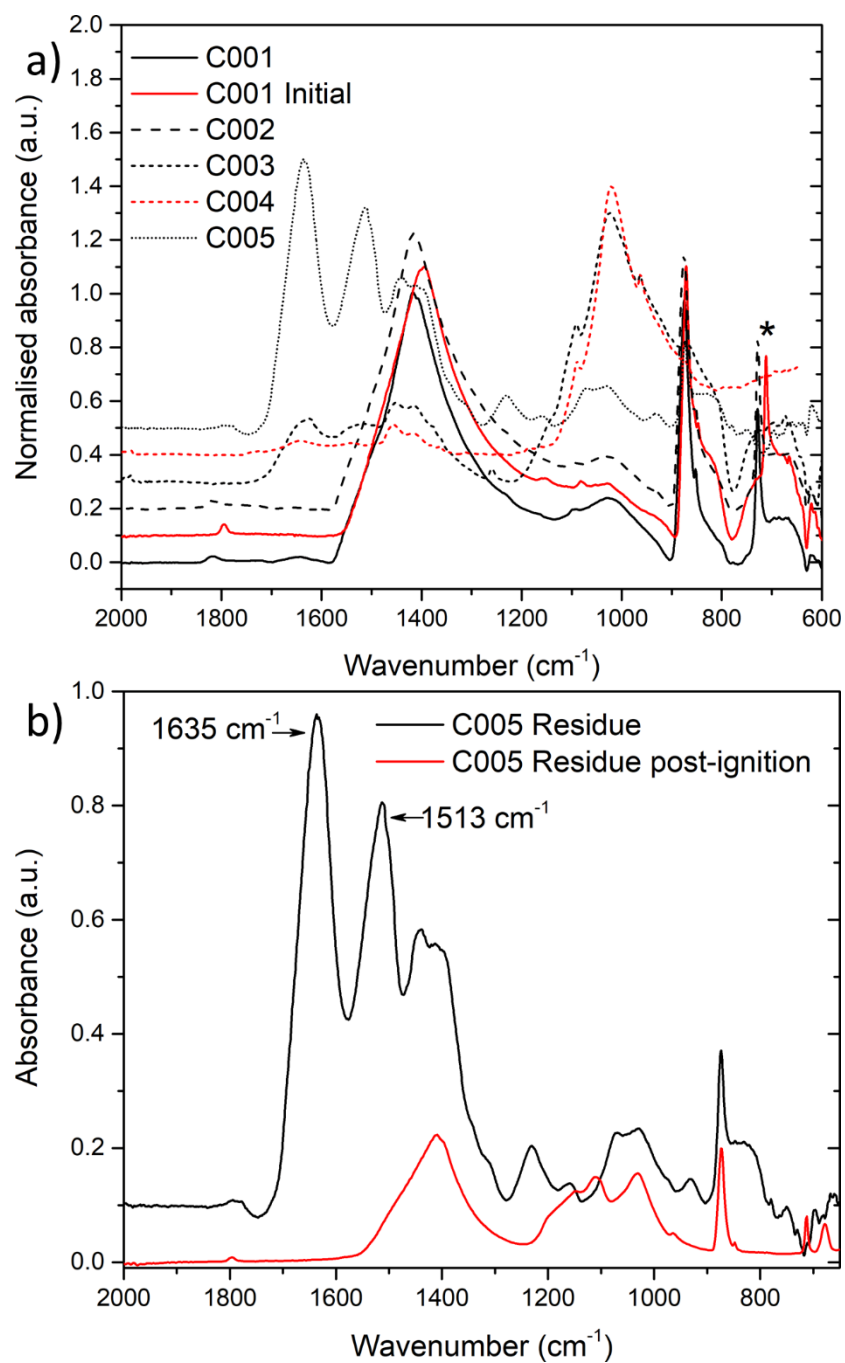 a)
C001
C001 Initial
C002
C003
C004
C005
*
Normalised absorbance (a.u.)
2.0
1.8
1.6
1.4
1.2
1.0
0.8
0.6
0.4
0.2
0.0
2000 1800 1600 1400 1200 1000 800 600
Wavenumber (cm⁻¹)
b)
1635 cm⁻¹
C005 Residue
C005 Residue post-ignition
1513 cm⁻¹
Absorbance (a.u.)
1.0
0.8
0.6
0.4
0.2
0.0
2000 1800 1600 1400 1200 1000 800
Wavenumber (cm⁻¹)